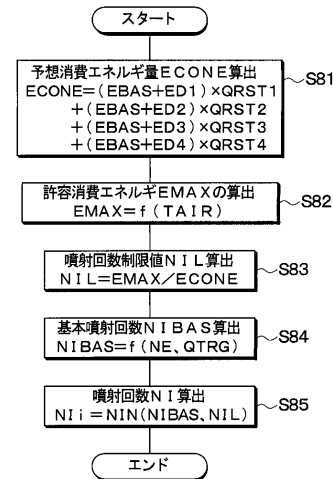 スタート
予想消費エネルギ量ECONE算出
ECONE=(EBAS+ED1)×QRST1
+(EBAS+ED2)×QRST2
+(EBAS+ED3)×QRST3
+(EBAS+ED4)×QRST4
S81
許容消費エネルギEMAXの算出
EMAX=f(TAIR)
S82
噴射回数制限値NIL算出
NIL=EMAX/ECONE
S83
基本噴射回数NIBAS算出
NIBAS=f(NE、QTRG)
S84
噴射回数NI算出
NIi=NIN(NIBAS、NIL)
S85
エンド